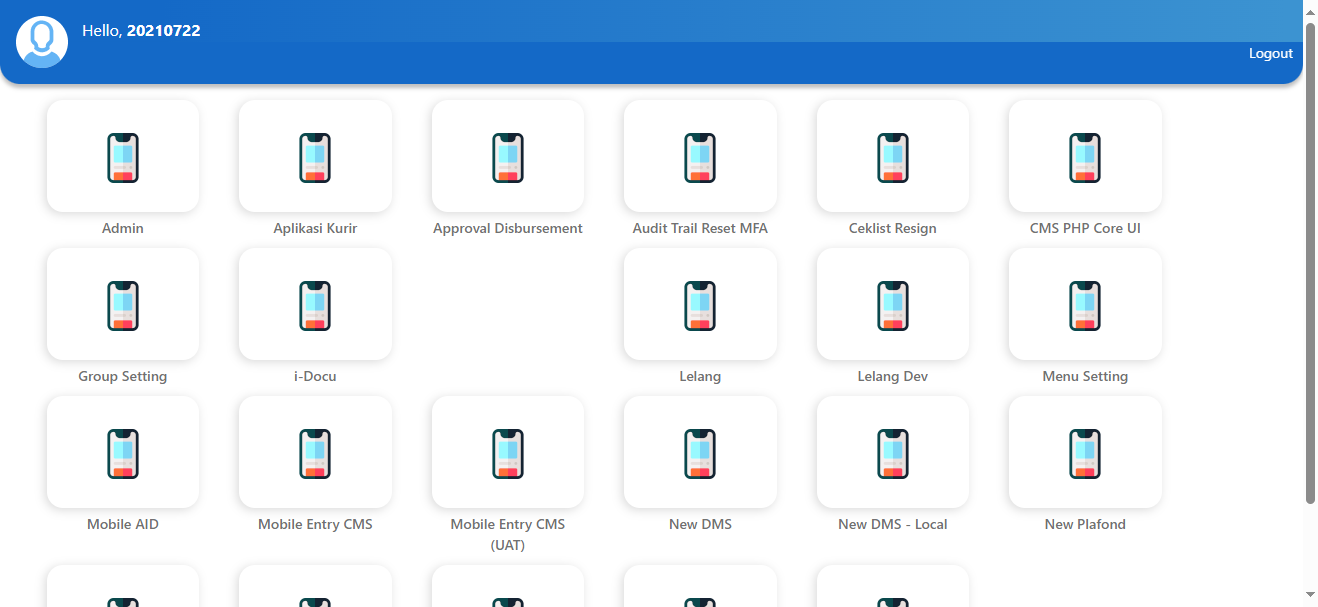 Hello, 20210722
Logout
Admin
Aplikasi Kurir
Approval Disbursement
Audit Trail Reset MFA
Ceklist Resign
CMS PHP Core UI
Group Setting
i-Docu
Lelang
Lelang Dev
Menu Setting
Mobile AID
Mobile Entry CMS
Mobile Entry CMS
(UAT)
New DMS
New DMS - Local
New Plafond